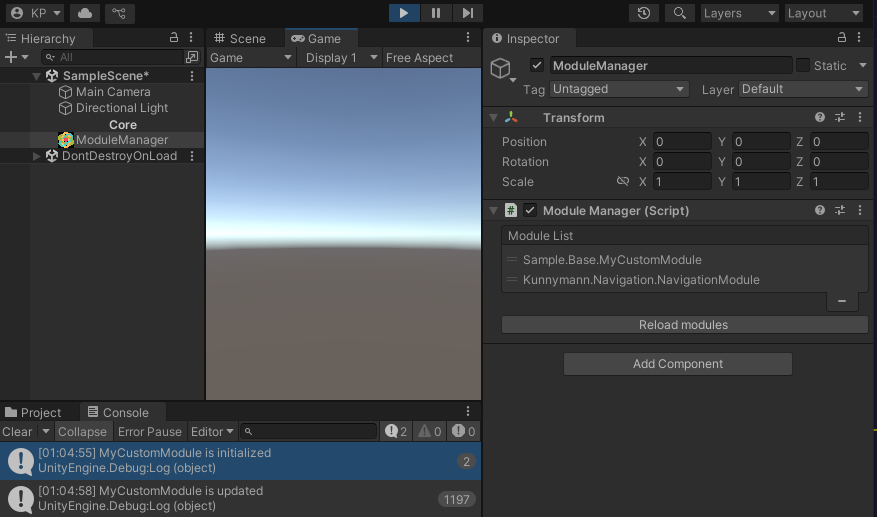 KP
Layers
Layout
Hierarchy
All
SampleScene*
Main Camera
Directional Light
Core
ModuleManager
DontDestroyOnLoad
Scene
Game
Game
Display 1
Free Aspect
Inspector
ModuleManager
Static
Tag
Untagged
Layer
Default
Transform
Position X 0 Y 0 Z 0
Rotation X 0 Y 0 Z 0
Scale X 1 Y 1 Z 1
# Module Manager (Script)
Module List
Sample.Base.MyCustomModule
Kunnymann.Navigation.NavigationModule
Reload modules
Add Component
Project
Console
Clear
Collapse
Error Pause
Editor
2
0
0
[01:04:55] MyCustomModule is initialized
UnityEngine.Debug:Log (object)
2
[01:04:58] MyCustomModule is updated
UnityEngine.Debug:Log (object)
1197